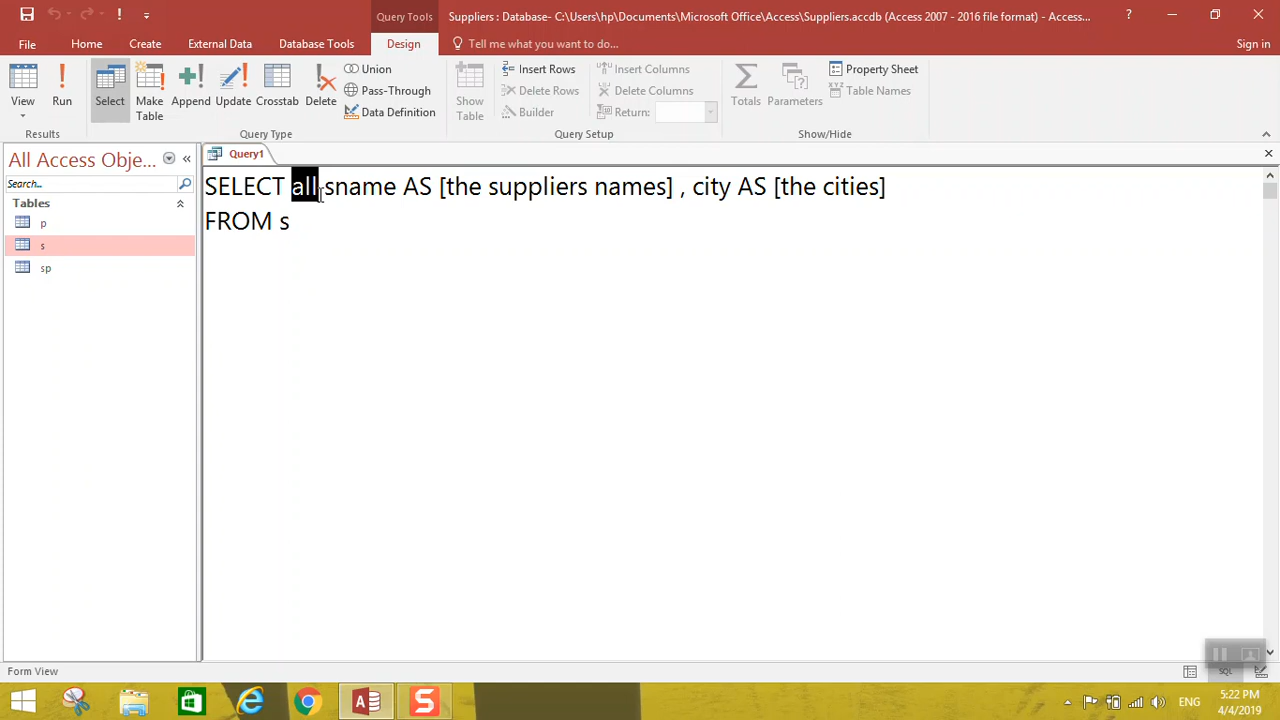 Query Tools
Suppliers : Database- C:\Users\hp\Documents\Microsoft Office\Access\Suppliers.accdb (Access 2007 - 2016 file format) - Access...
?
File
Home
Create
External Data
Database Tools
Design
Tell me what you want to do...
Sign in
View
Run
Select
Make Table
Append
Update
Crosstab
Delete
Union
Pass-Through
Data Definition
Show Table
Insert Rows
Delete Rows
Builder
Insert Columns
Delete Columns
Return:
Totals
Parameters
Property Sheet
Table Names
Results
Query Type
Query Setup
Show/Hide
All Access Obje...
Search...
Tables
p
s
sp
Query1
SELECT all sname AS [the suppliers names] , city AS [the cities]
FROM s
Form View
SQL
ENG
5:22 PM
4/4/2019